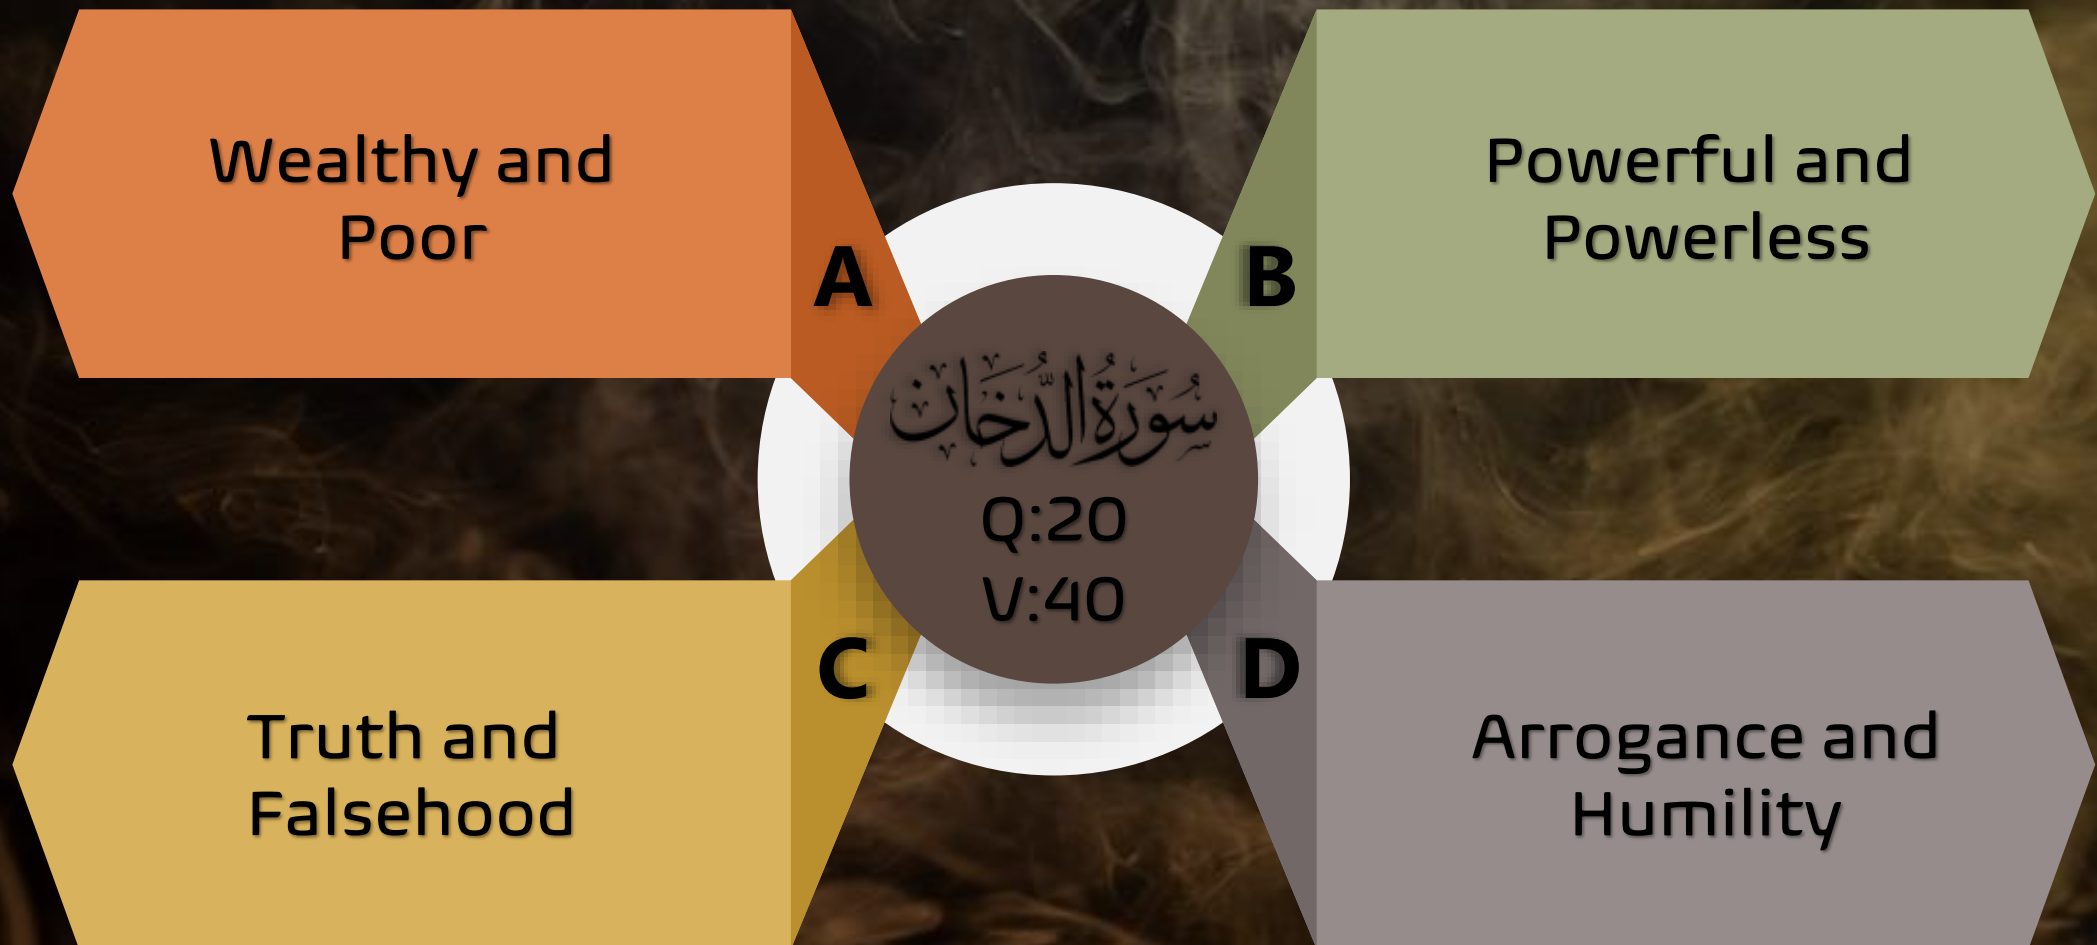 Wealthy and
Poor
A
Powerful and
Powerless
B
سُورَةُ الدُّخَان
Q:20
V:40
Truth and
Falsehood
C
Arrogance and
Humility
D